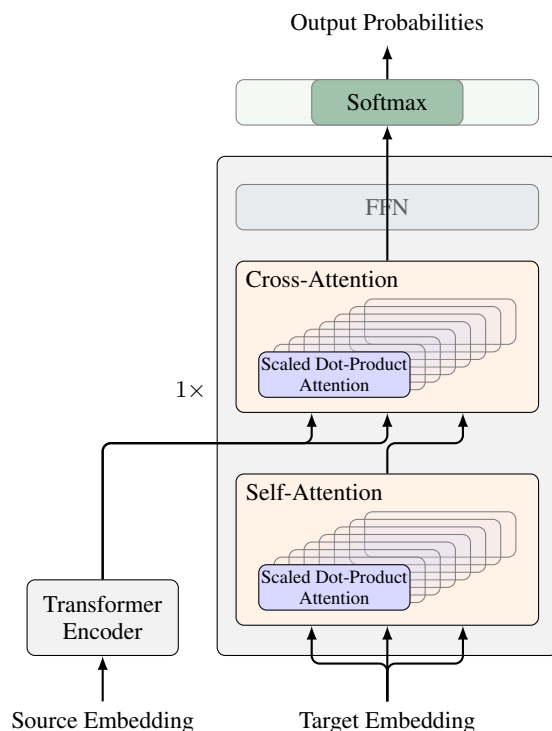 Output Probabilities
Softmax
FFN
Cross-Attention
Scaled Dot-Product
Attention
1×
Self-Attention
Scaled Dot-Product
Attention
Transformer
Encoder
Source Embedding
Target Embedding